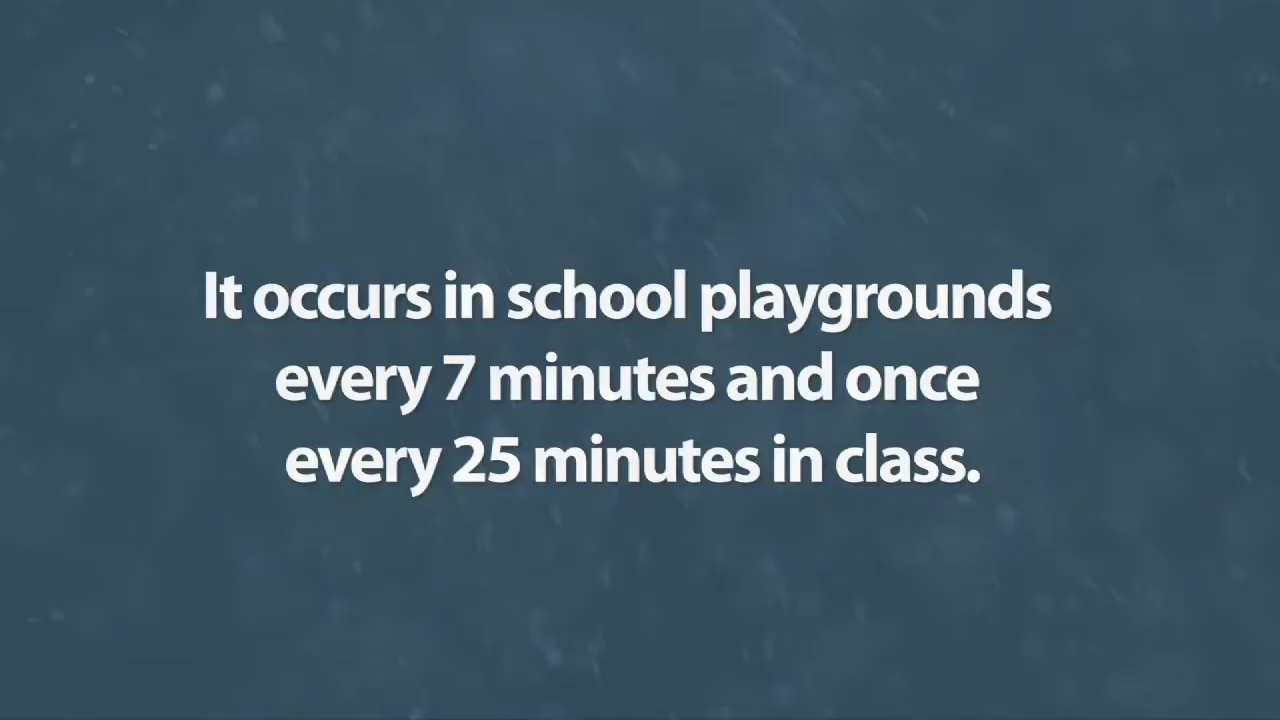 It occurs in school playgrounds
every 7 minutes and once
every 25 minutes in class.